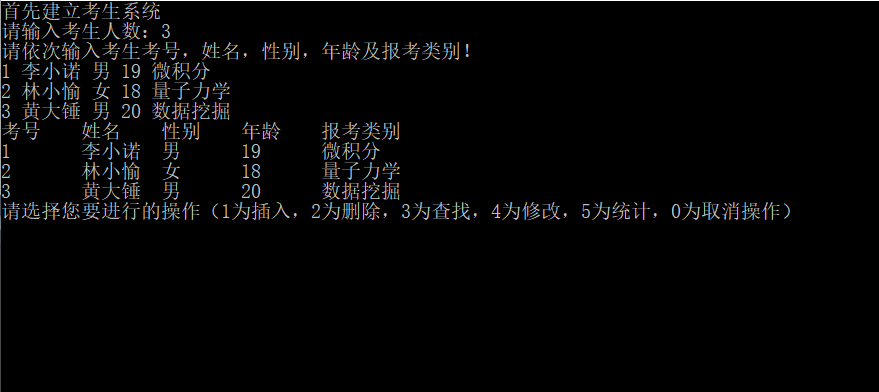 首先建立考生系统
请输入考生人数：3
请依次输入考生考号，姓名，性别，年龄及报考类别！
1 李小诺 男 19 微积分
2 林小愉 女 18 量子力学
3 黄大锤 男 20 数据挖掘
考号 姓名 性别 年龄 报考类别
1 李小诺 男 19 微积分
2 林小愉 女 18 量子力学
3 黄大锤 男 20 数据挖掘
请选择您要进行的操作（1为插入，2为删除，3为查找，4为修改，5为统计，0为取消操作）